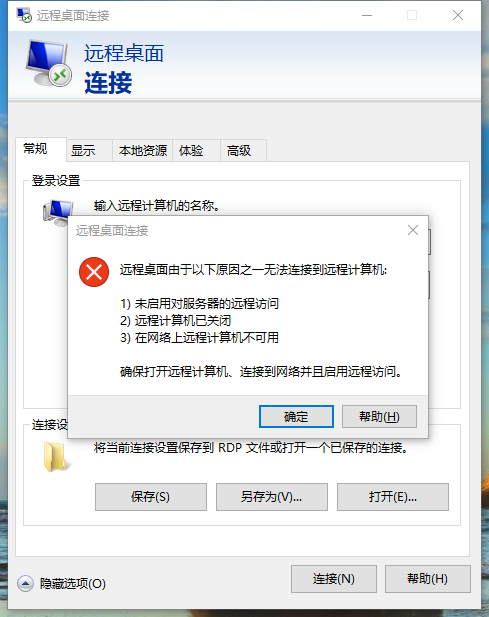 远程桌面连接
远程桌面
连接
常规 显示 本地资源 体验 高级
登录设置
输入远程计算机的名称。
远程桌面连接
远程桌面由于以下原因之一无法连接到远程计算机:
1) 未启用对服务器的远程访问
2) 远程计算机已关闭
3) 在网络上远程计算机不可用
确保打开远程计算机、连接到网络并且启用远程访问。
确定 帮助(H)
连接设
将当前连接设置保存到 RDP 文件或打开一个已保存的连接。
保存(S) 另存为(V)... 打开(E)...
隐藏选项(O) 连接(N) 帮助(H)